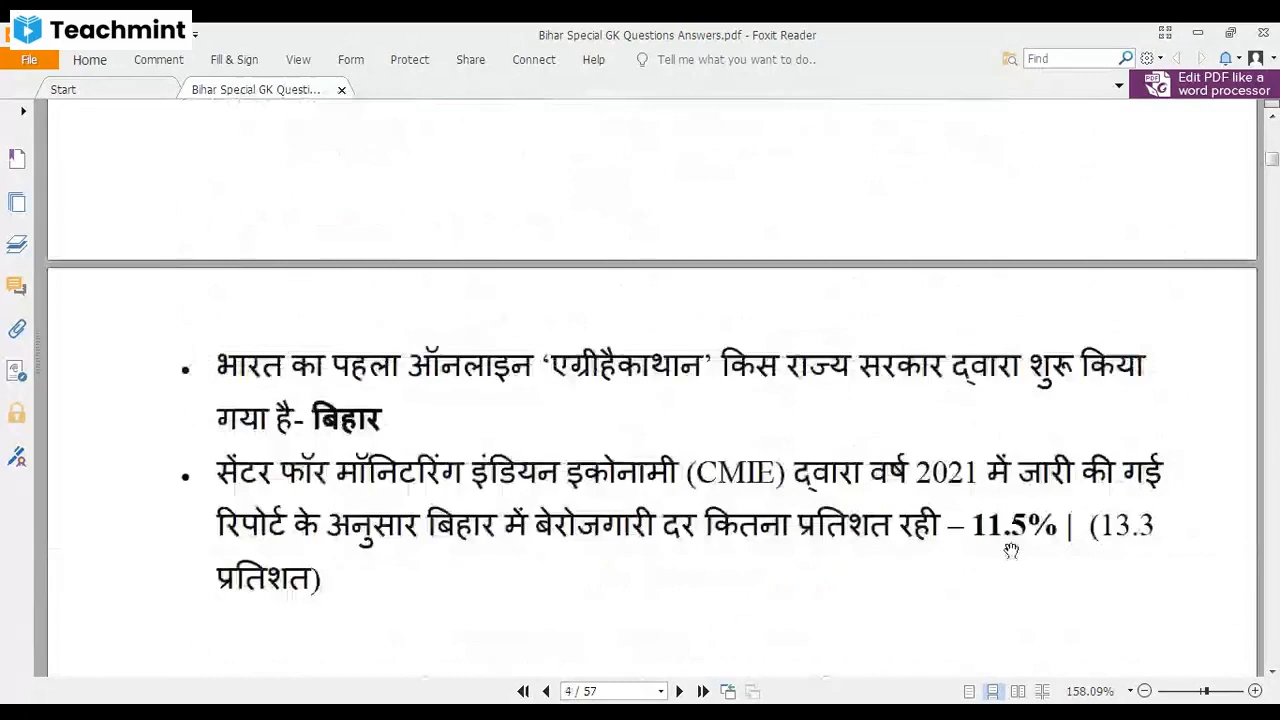 Teachmint
Bihar Special GK Questions Answers.pdf - Foxit Reader
File Home Comment Fill & Sign View Form Protect Share Connect Help Tell me what you want to do.. Find
Start Bihar Special GK Questi... Edit PDF like a
word processor
भारत का पहला ऑनलाइन ‘एग्रीहैकाथान’ किस राज्य सरकार द्वारा शुरू किया
गया है- बिहार
सेंटर फॉर मॉनिटरिंग इंडियन इकोनामी (CMIE) द्वारा वर्ष 2021 में जारी की गई
रिपोर्ट के अनुसार बिहार में बेरोजगारी दर कितना प्रतिशत रही – 11.5% | (13.3
प्रतिशत)
4 / 57 158.09%